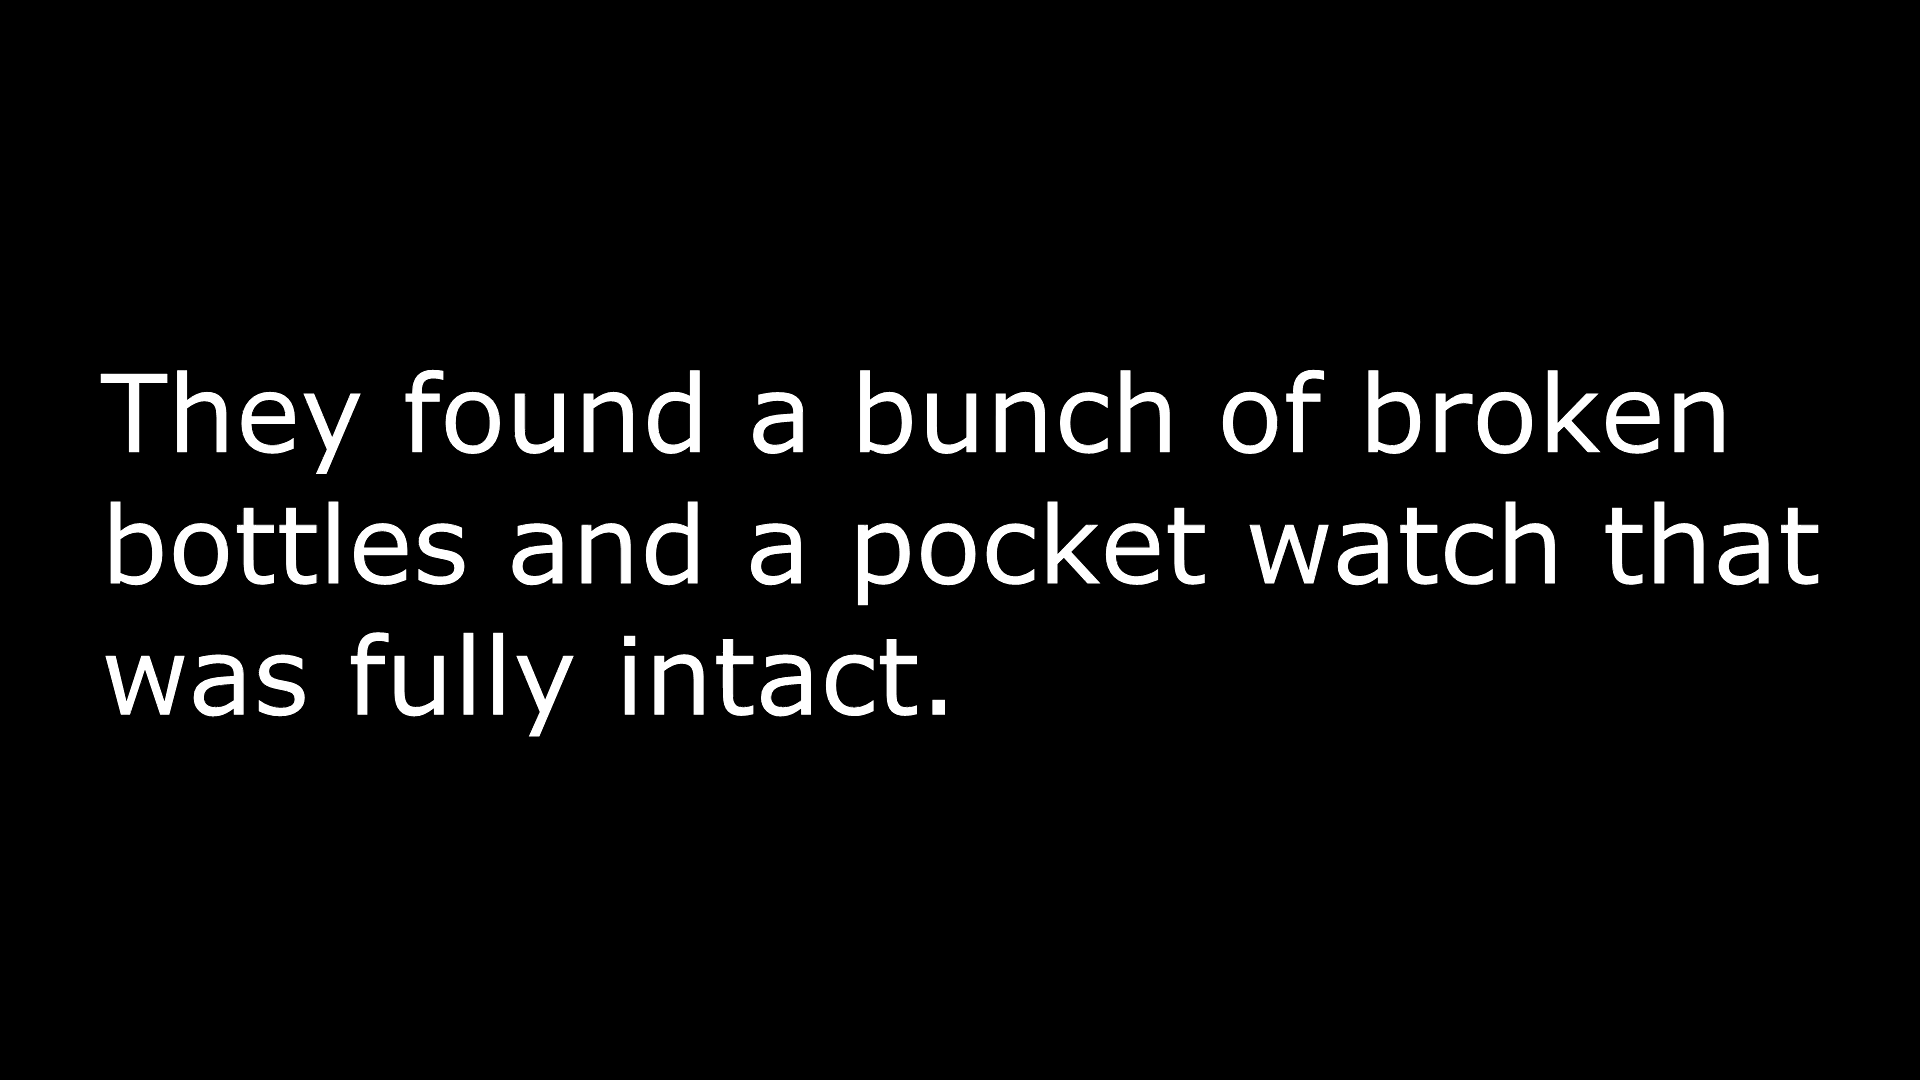 They found a bunch of broken
bottles and a pocket watch that
was fully intact.